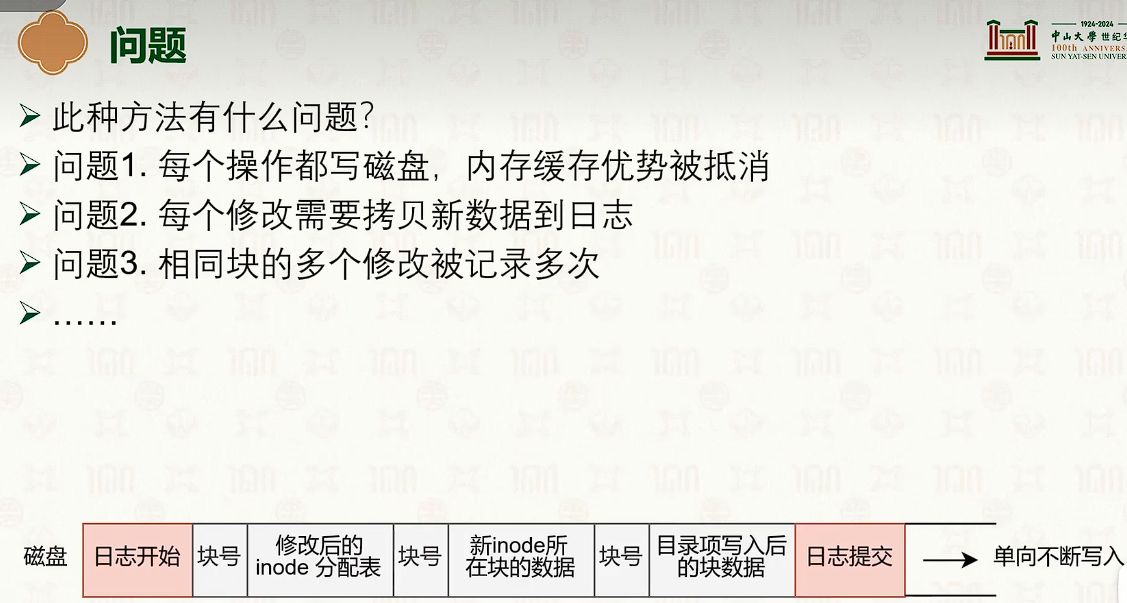 问题
1924-2024
中山大學 世纪
100th ANNIVERSA
SUN YAT-SEN UNIVER
此种方法有什么问题？
问题1. 每个操作都写磁盘，内存缓存优势被抵消
问题2. 每个修改需要拷贝新数据到日志
问题3. 相同块的多个修改被记录多次
……
磁盘
日志开始
块号
修改后的
inode 分配表
块号
新inode所
在块的数据
块号
目录项写入后
的块数据
日志提交
单向不断写入